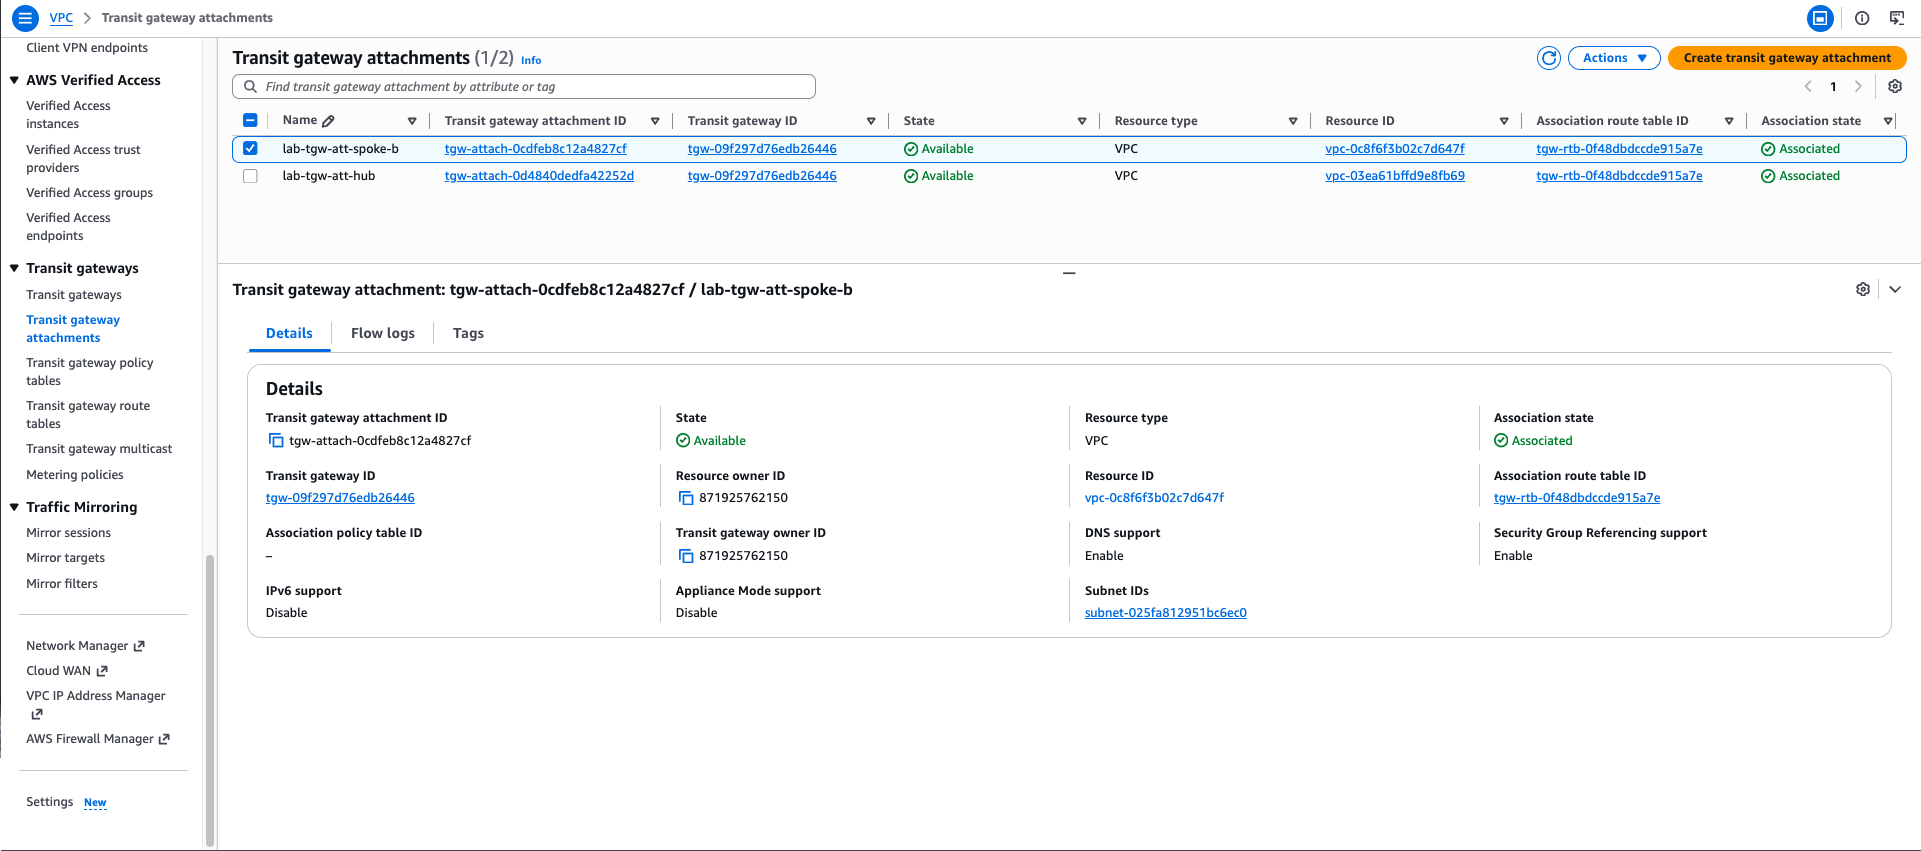 VPC > Transit gateway attachments
Client VPN endpoints
AWS Verified Access
Verified Access
instances
Verified Access trust
providers
Verified Access groups
Verified Access
endpoints
Transit gateways
Transit gateways
Transit gateway
attachments
Transit gateway policy
tables
Transit gateway route
tables
Transit gateway multicast
Metering policies
Traffic Mirroring
Mirror sessions
Mirror targets
Mirror filters
Network Manager
Cloud WAN
VPC IP Address Manager
AWS Firewall Manager
Settings New
Transit gateway attachments (1/2) Info
Actions
Create transit gateway attachment
Find transit gateway attachment by attribute or tag
1
Name Transit gateway attachment ID Transit gateway ID State Resource type Resource ID Association route table ID Association state
lab-tgw-att-spoke-b tgw-attach-0cdfeb8c12a4827cf tgw-09f297d76edb26446 Available VPC vpc-0c8f6f3b02c7d647f tgw-rtb-0f48dbdccde915a7e Associated
lab-tgw-att-hub tgw-attach-0d4840dedfa42252d tgw-09f297d76edb26446 Available VPC vpc-03ea61bffd9e8fb69 tgw-rtb-0f48dbdccde915a7e Associated
Transit gateway attachment: tgw-attach-0cdfeb8c12a4827cf / lab-tgw-att-spoke-b
Details Flow logs Tags
Details
Transit gateway attachment ID State Resource type Association state
tgw-attach-0cdfeb8c12a4827cf Available VPC Associated
Transit gateway ID Resource owner ID Resource ID Association route table ID
tgw-09f297d76edb26446 871925762150 vpc-0c8f6f3b02c7d647f tgw-rtb-0f48dbdccde915a7e
Association policy table ID Transit gateway owner ID DNS support Security Group Referencing support
– 871925762150 Enable Enable
IPv6 support Appliance Mode support Subnet IDs
Disable Disable subnet-025fa812951bc6ec0